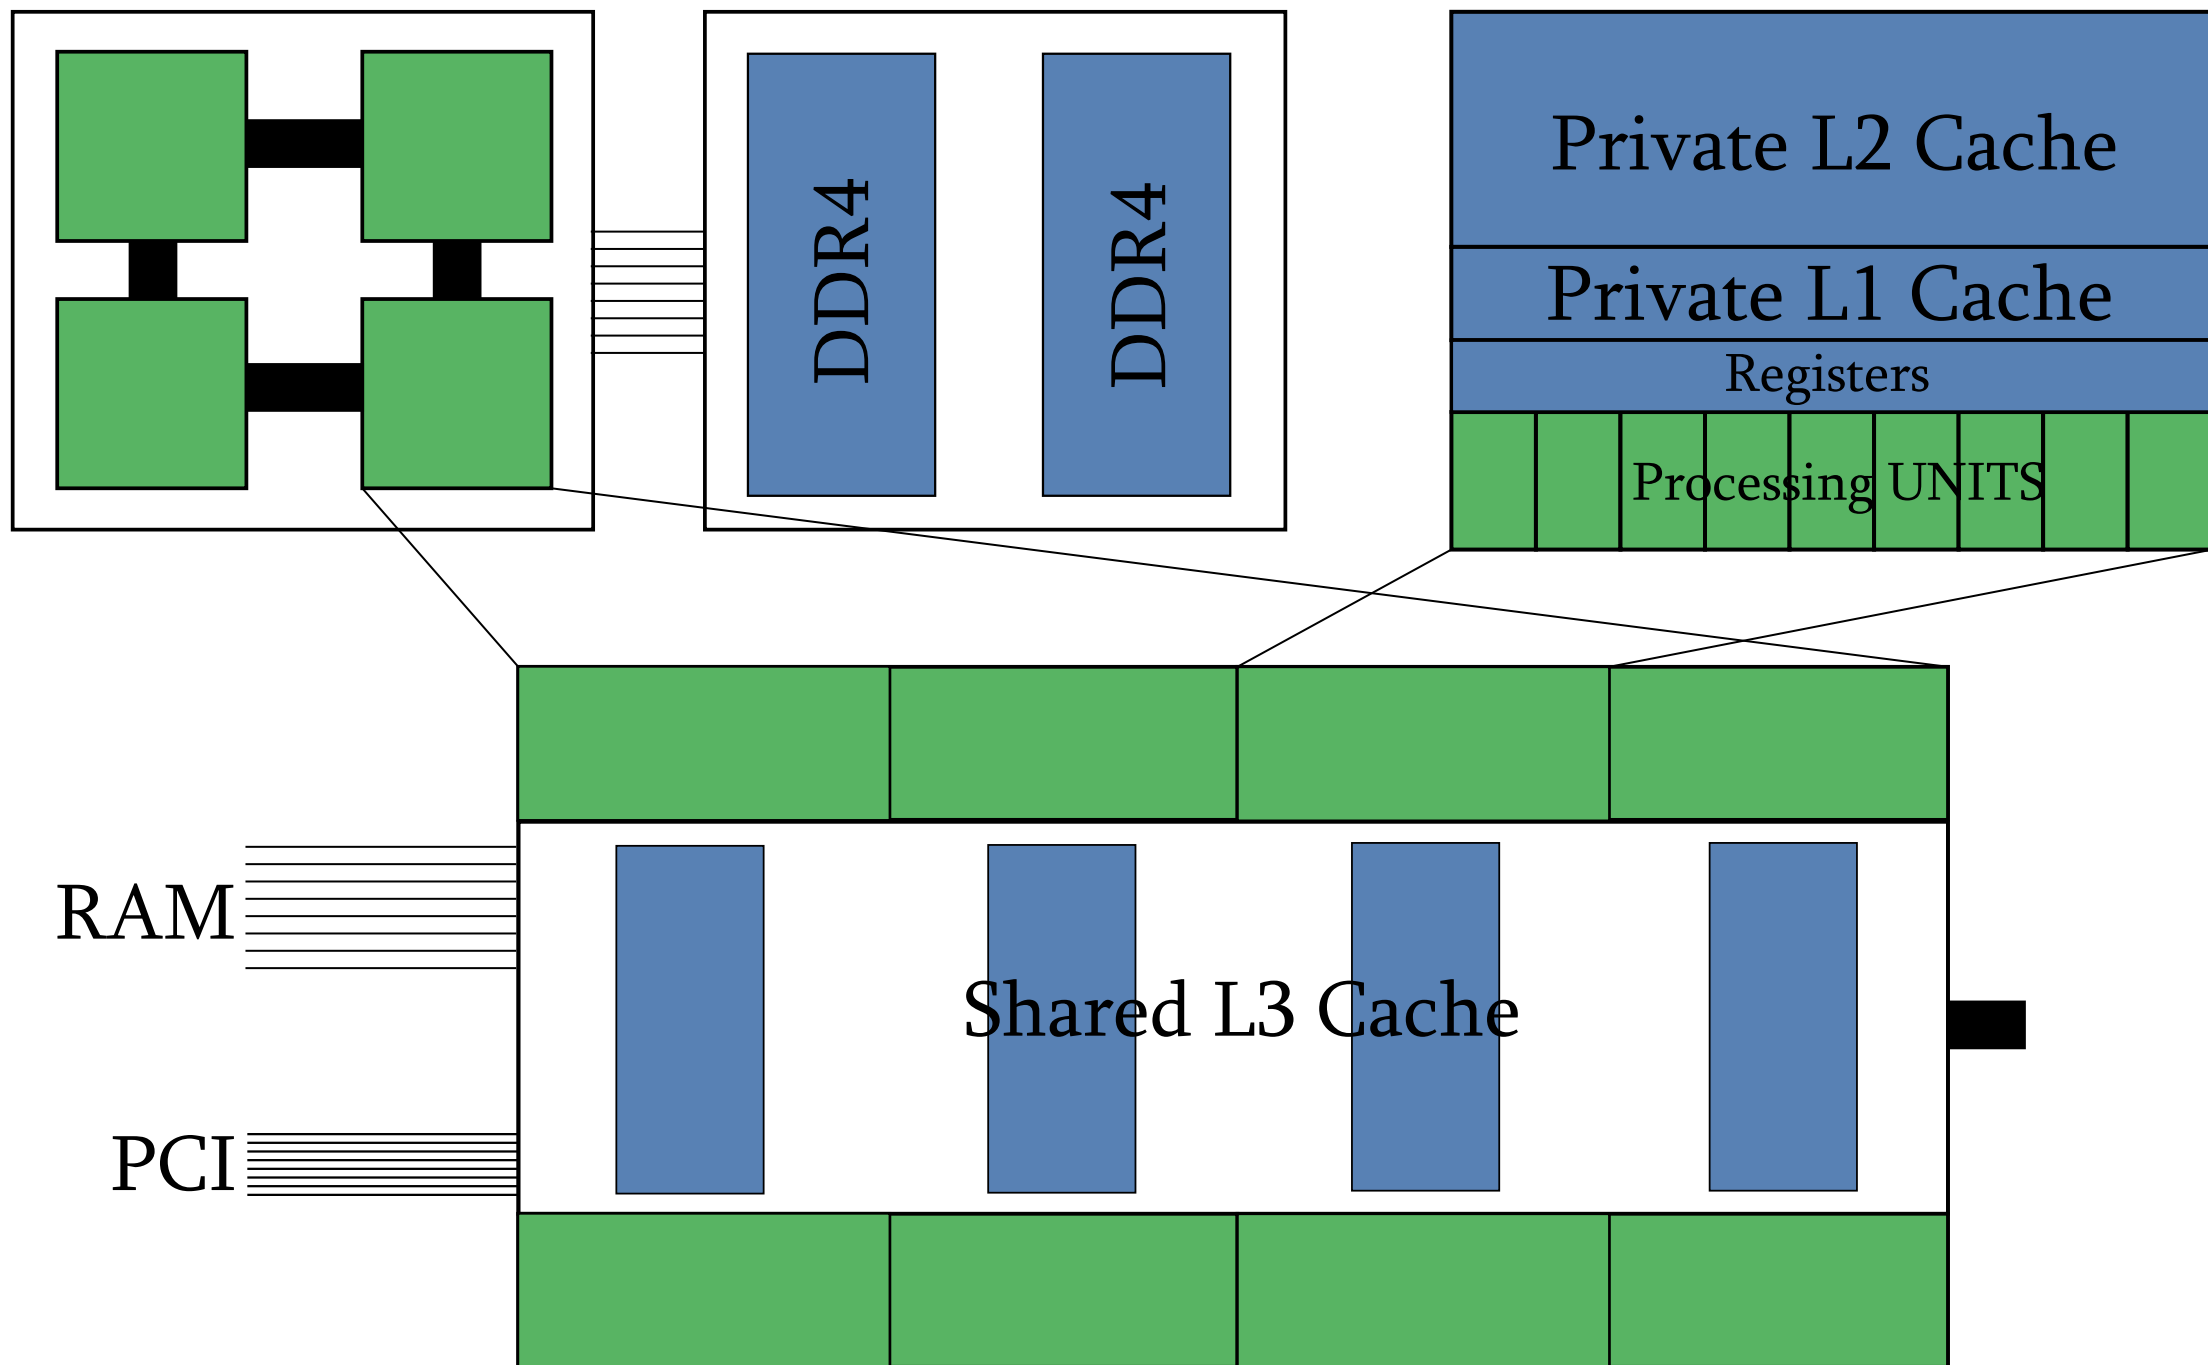 DDR4
DDR4
Private L2 Cache
Private L1 Cache
Registers
Processing UNITS
RAM
Shared L3 Cache
PCI